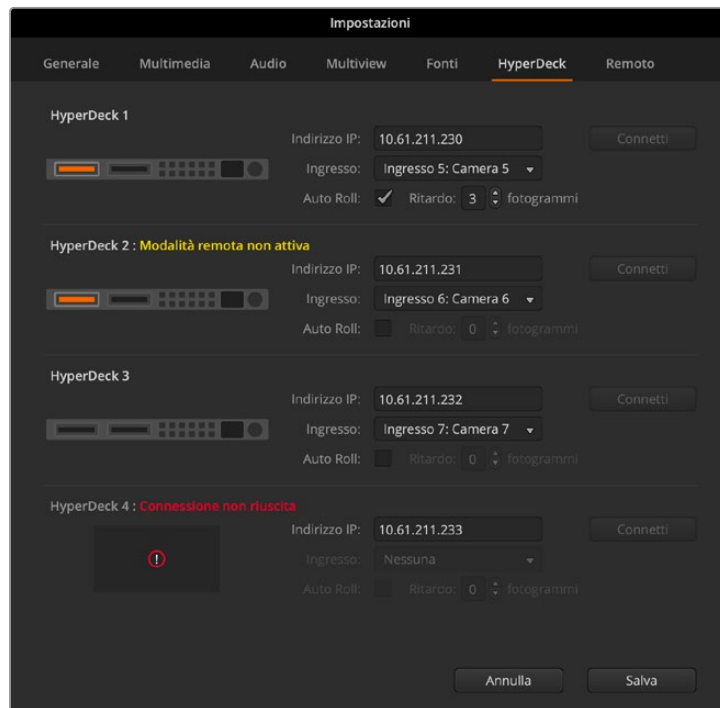 Impostazioni
Generale Multimedia Audio Multiview Fonti HyperDeck Remoto
HyperDeck 1
Indirizzo IP: 10.61.211.230 Connetti
Ingresso: Ingresso 5: Camera 5
Auto Roll: Ritardo: 3 fotogrammi
HyperDeck 2 : Modalità remota non attiva
Indirizzo IP: 10.61.211.231 Connetti
Ingresso: Ingresso 6: Camera 6
Auto Roll: Ritardo: 0 fotogrammi
HyperDeck 3
Indirizzo IP: 10.61.211.232 Connetti
Ingresso: Ingresso 7: Camera 7
Auto Roll: Ritardo: 0 fotogrammi
HyperDeck 4 : Connessione non riuscita
Indirizzo IP: 10.61.211.233 Connetti
Ingresso: Nessuna
Auto Roll: Ritardo: 0 fotogrammi
Annulla Salva